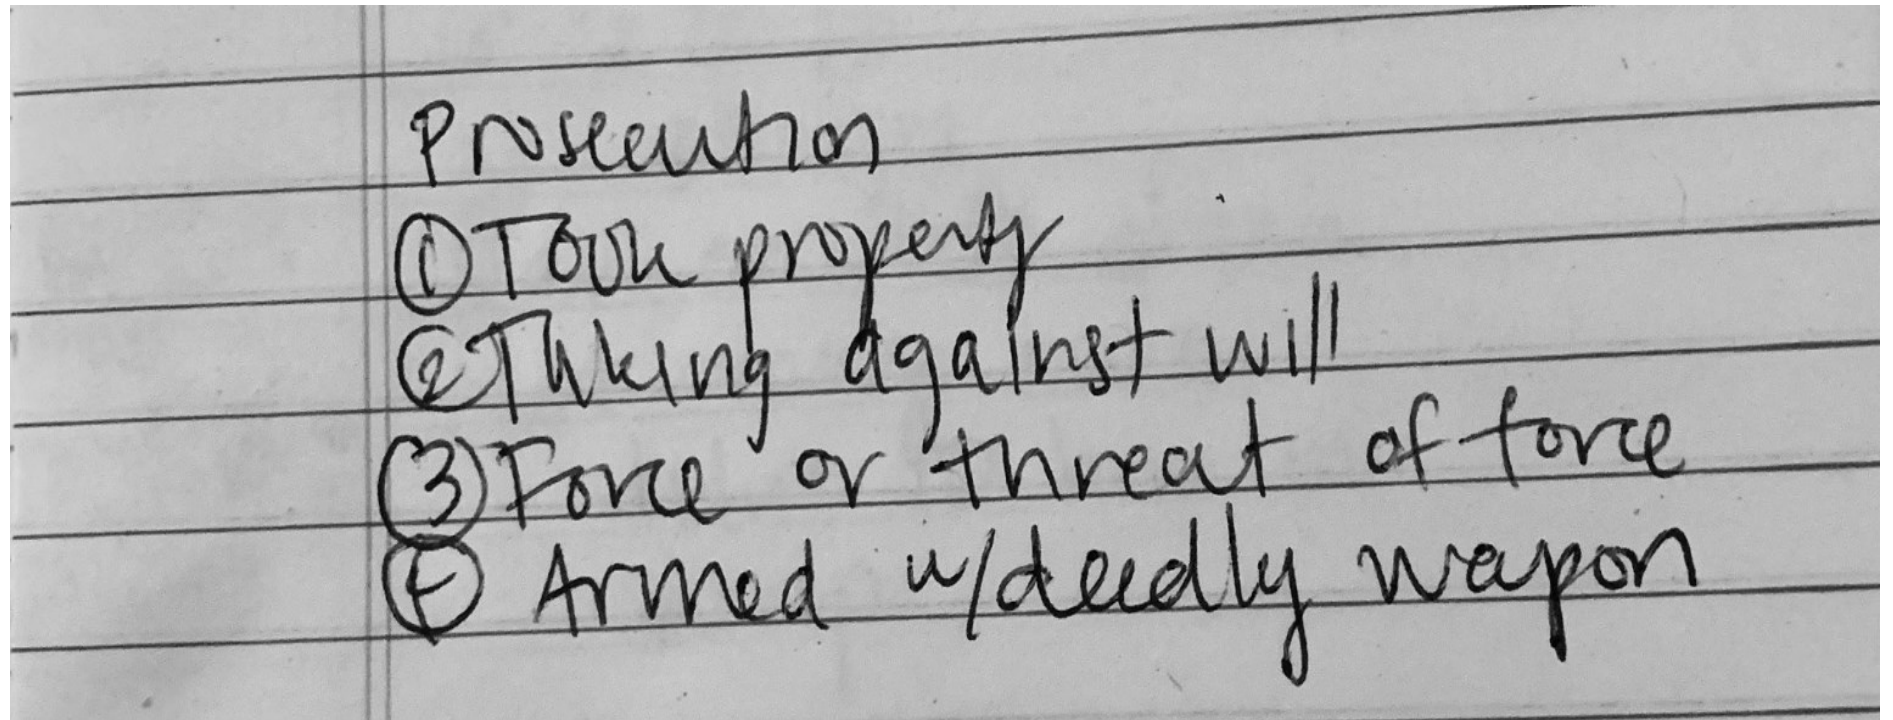 Prosecution
① Took property
② Taking against will
③ Force or threat of force
④ Armed w/deadly weapon